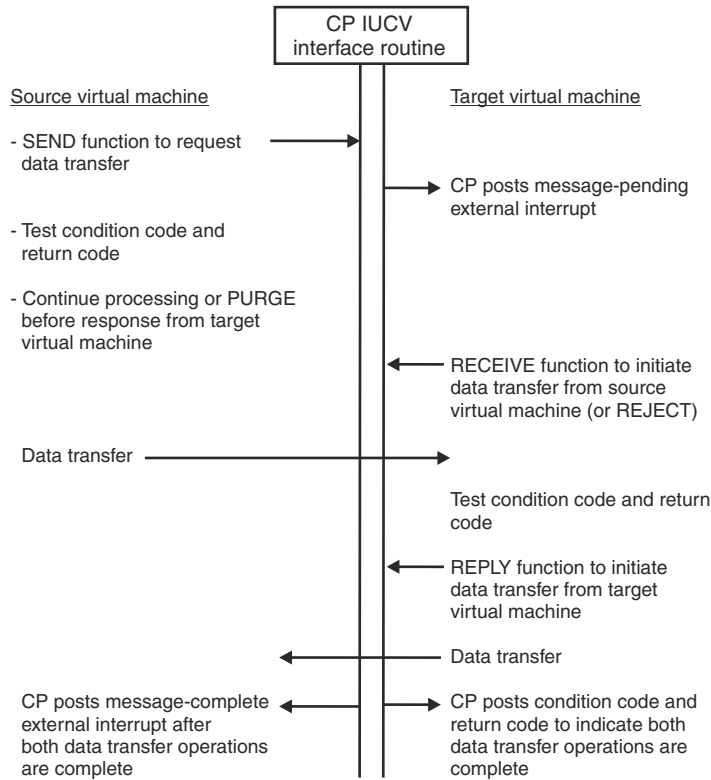 CP IUCV
interface routine
Source virtual machine
Target virtual machine
- SEND function to request
data transfer
CP posts message-pending
external interrupt
- Test condition code and
return code
- Continue processing or PURGE
before response from target
virtual machine
RECEIVE function to initiate
data transfer from source
virtual machine (or REJECT)
Data transfer
Test condition code and return
code
REPLY function to initiate
data transfer from target
virtual machine
Data transfer
CP posts message-complete
external interrupt after
both data transfer operations
are complete
CP posts condition code and
return code to indicate both
data transfer operations are
complete